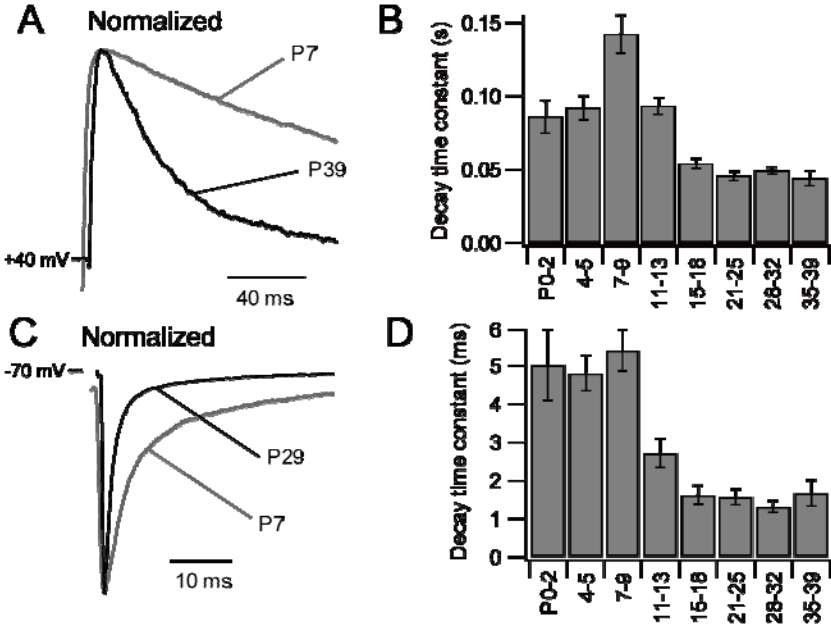 A Normalized
P7
P39
+40 mV
40 ms
B
Decay time constant (s)
0.15
0.10
0.05
0.00
P0-2
4-5
7-9
11-13
15-18
21-25
28-32
35-39
C Normalized
-70 mV
P29
P7
10 ms
D
Decay time constant (ms)
6
5
4
3
2
1
0
P0-2
4-5
7-9
11-13
15-18
21-25
28-32
35-39